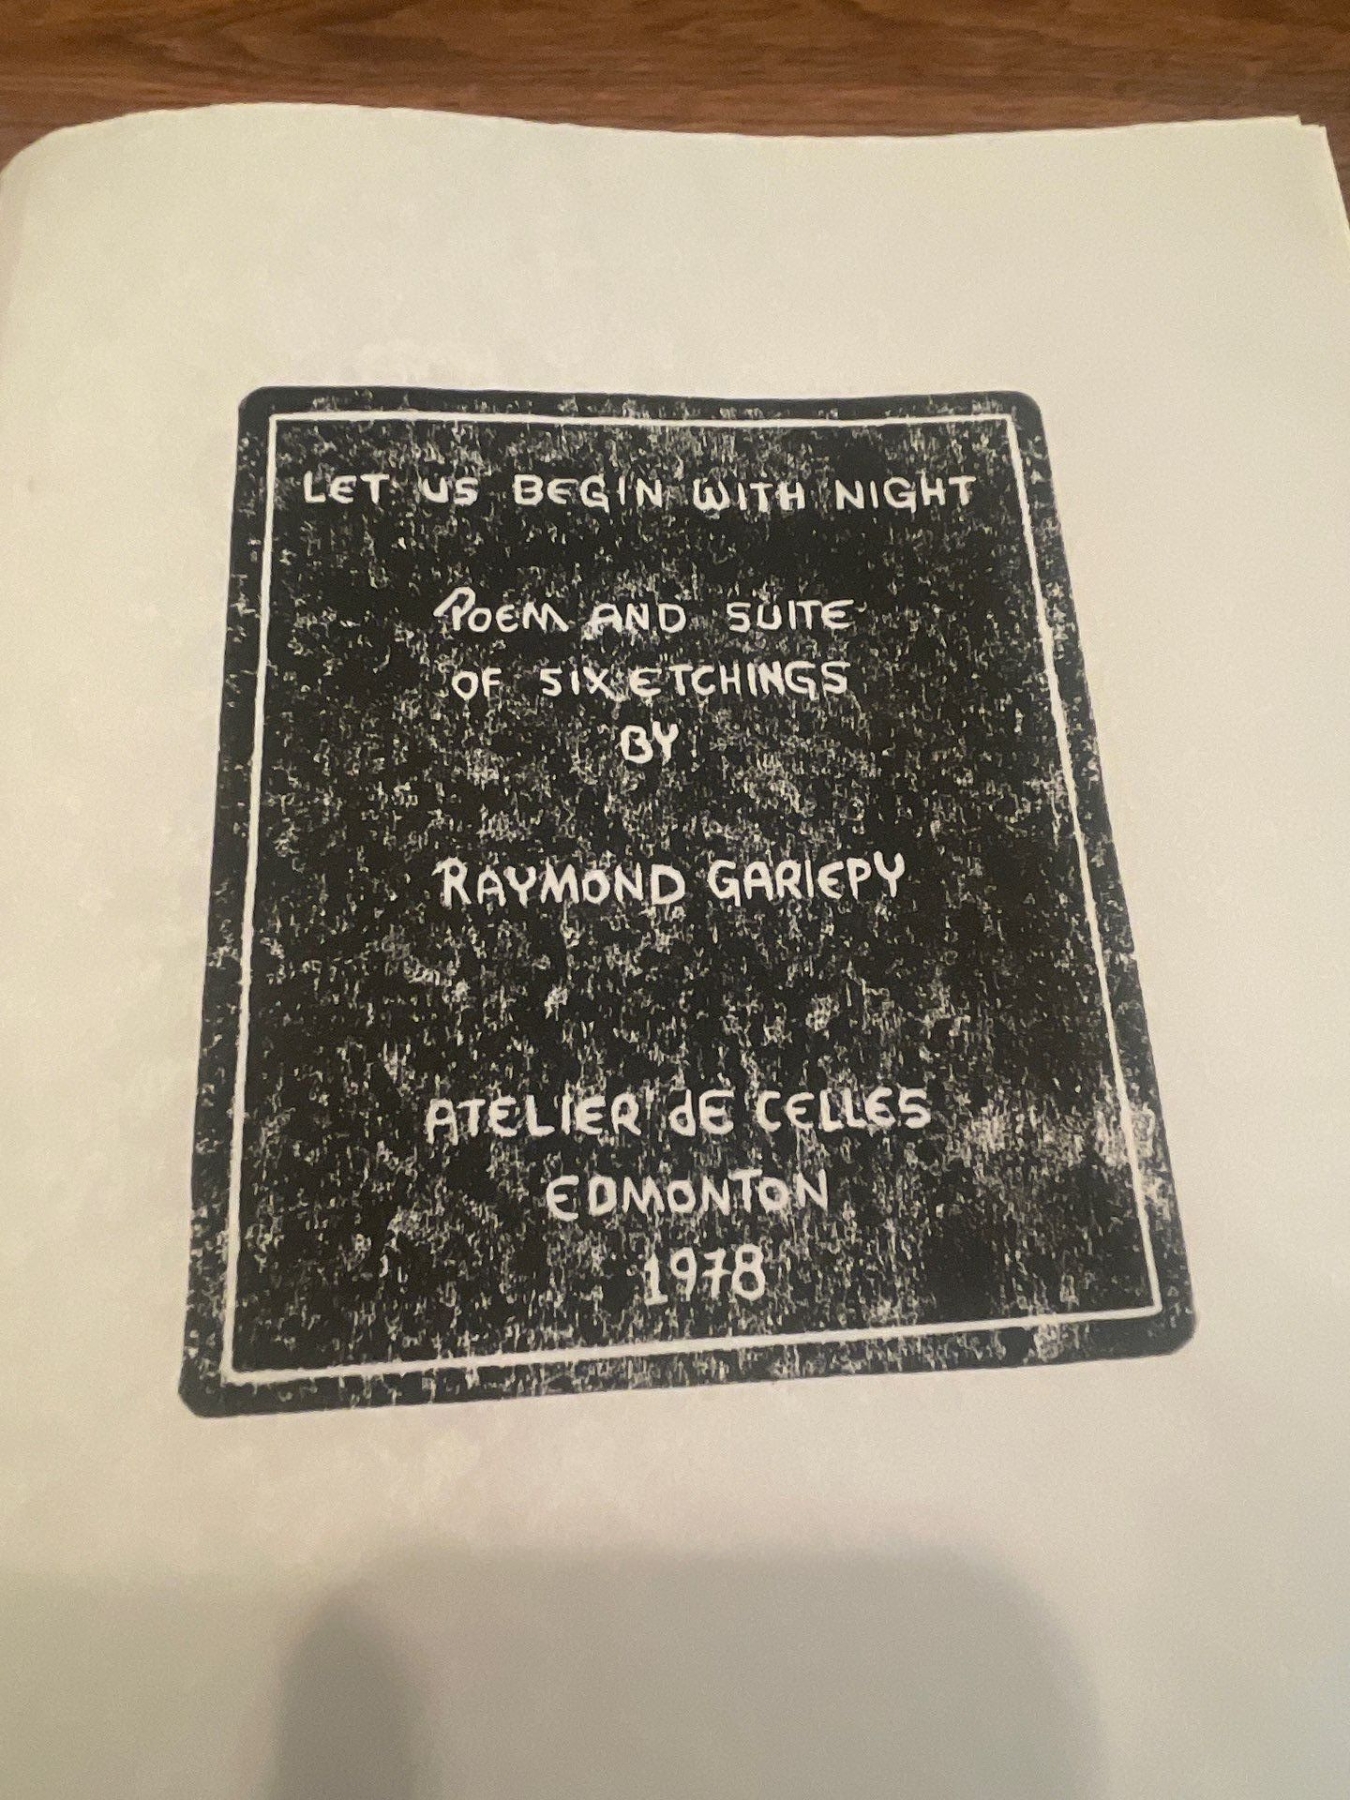 LET US BEGIN WITH NIGHT
POEM AND SUITE
OF SIX ETCHINGS
BY
RAYMOND GARIEPY
ATELIER dE CELLES
EDMONTON
1978